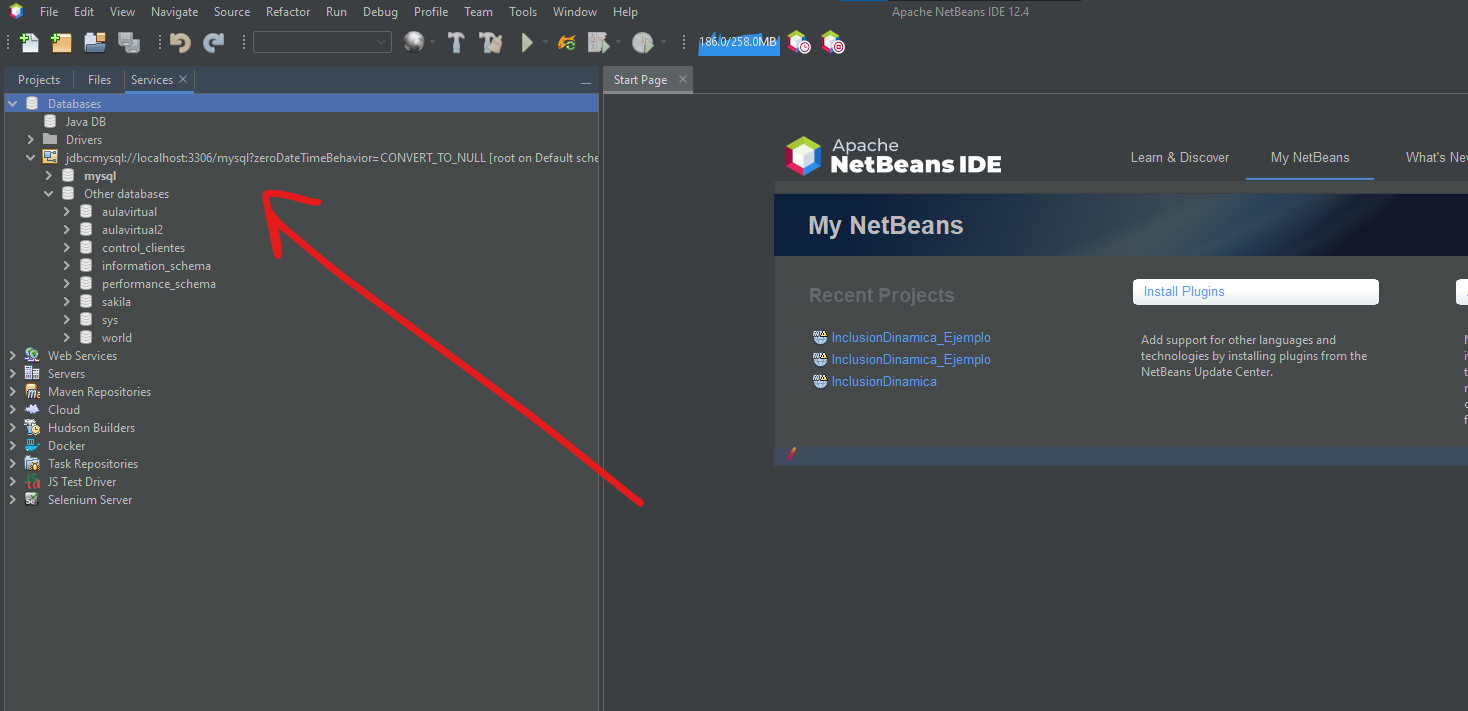 File Edit View Navigate Source Refactor Run Debug Profile Team Tools Window Help Apache NetBeans IDE 12.4
186.0/258.0MB
Projects Files Services Start Page
Databases
Java DB
Drivers
jdbc:mysql://localhost:3306/mysql?zeroDateTimeBehavior=CONVERT_TO_NULL [root on Default sche
mysql
Other databases
aulavirtual
aulavirtual2
control_clientes
information_schema
performance_schema
sakila
sys
world
Web Services
Servers
Maven Repositories
Cloud
Hudson Builders
Docker
Task Repositories
JS Test Driver
Selenium Server
Apache
NetBeans IDE
Learn & Discover My NetBeans What's New
My NetBeans
Recent Projects
InclusionDinamica_Ejemplo
InclusionDinamica_Ejemplo
InclusionDinamica
Install Plugins
Add support for other languages and
technologies by installing plugins from the
NetBeans Update Center.